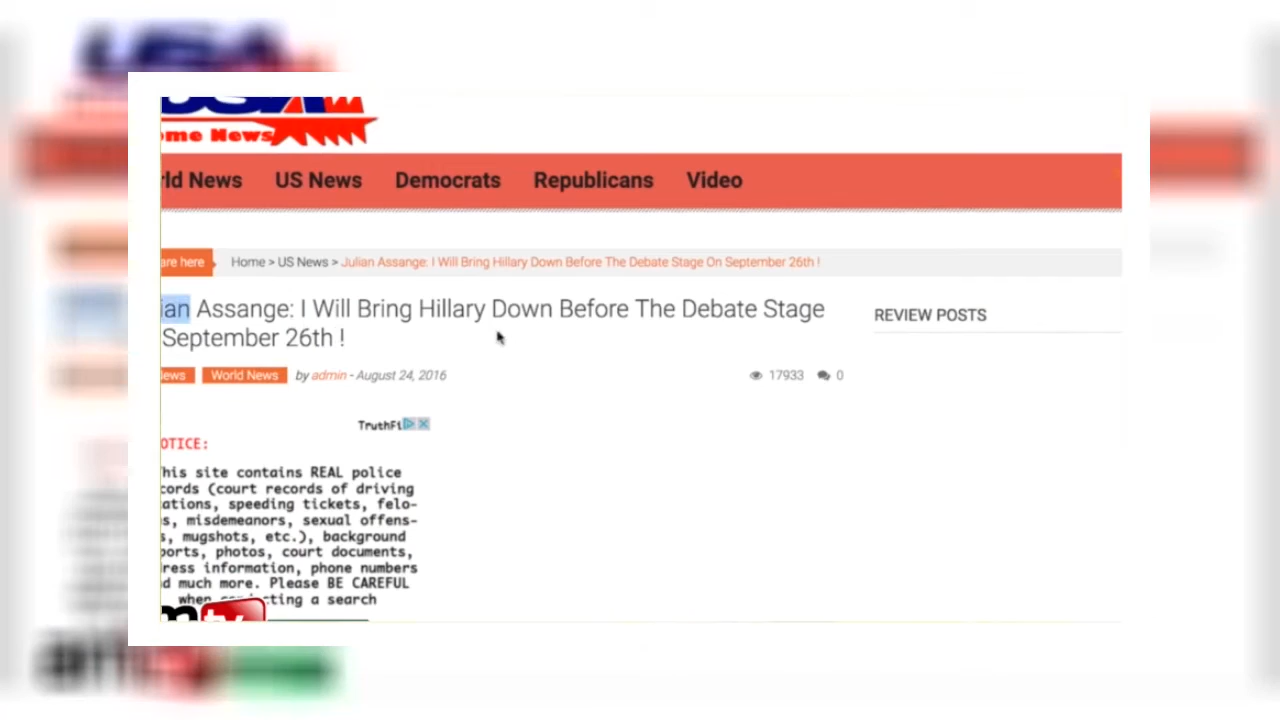 USA
ome News
rld News US News Democrats Republicans Video
are here Home > US News > Julian Assange: I Will Bring Hillary Down Before The Debate Stage On September 26th !
ian Assange: I Will Bring Hillary Down Before The Debate Stage
September 26th !
REVIEW POSTS
ews World News by admin - August 24, 2016 17933 0
TruthFi
OTICE:
his site contains REAL police
cords (court records of driving
ations, speeding tickets, felo-
s, misdemeanors, sexual offens-
s, mugshots, etc.), background
ports, photos, court documents,
ress information, phone numbers
d much more. Please BE CAREFUL
when conducting a search
mtv